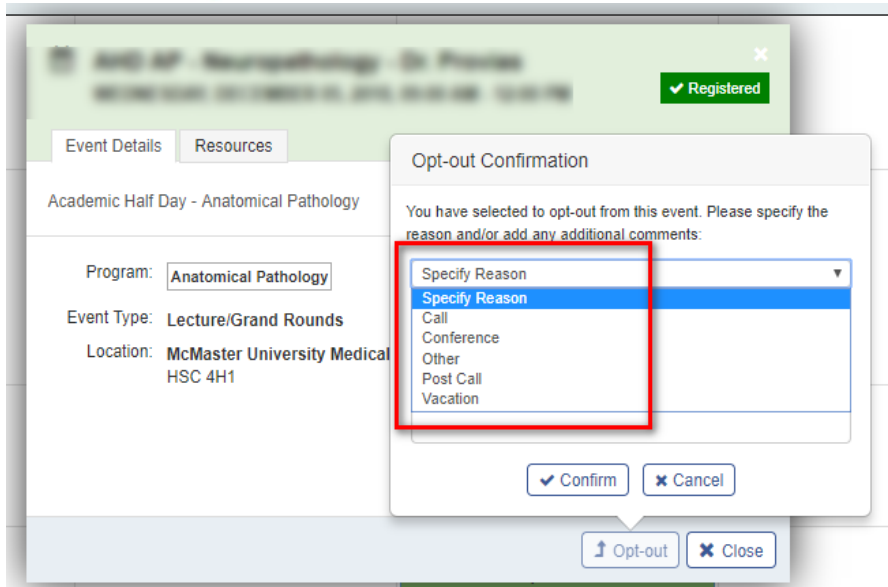 Registered
Event Details
Resources
Academic Half Day - Anatomical Pathology
Program: Anatomical Pathology
Event Type: Lecture/Grand Rounds
Location: McMaster University Medical
HSC 4H1
Opt-out Confirmation
You have selected to opt-out from this event. Please specify the
reason and/or add any additional comments:
Specify Reason
Specify Reason
Call
Conference
Other
Post Call
Vacation
Confirm
Cancel
Opt-out
Close